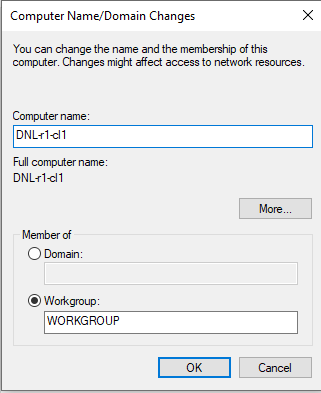 Computer Name/Domain Changes
You can change the name and the membership of this
computer. Changes might affect access to network resources.
Computer name:
DNL-r1-cl1
Full computer name:
DNL-r1-cl1
More...
Member of
Domain:
Workgroup:
WORKGROUP
OK Cancel